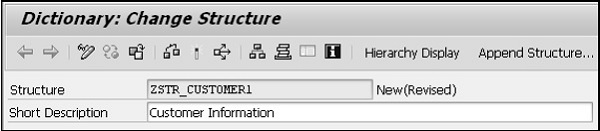 Dictionary: Change Structure
Hierarchy Display Append Structure...
Structure ZSTR_CUSTOMER1 New(Revised)
Short Description Customer Information